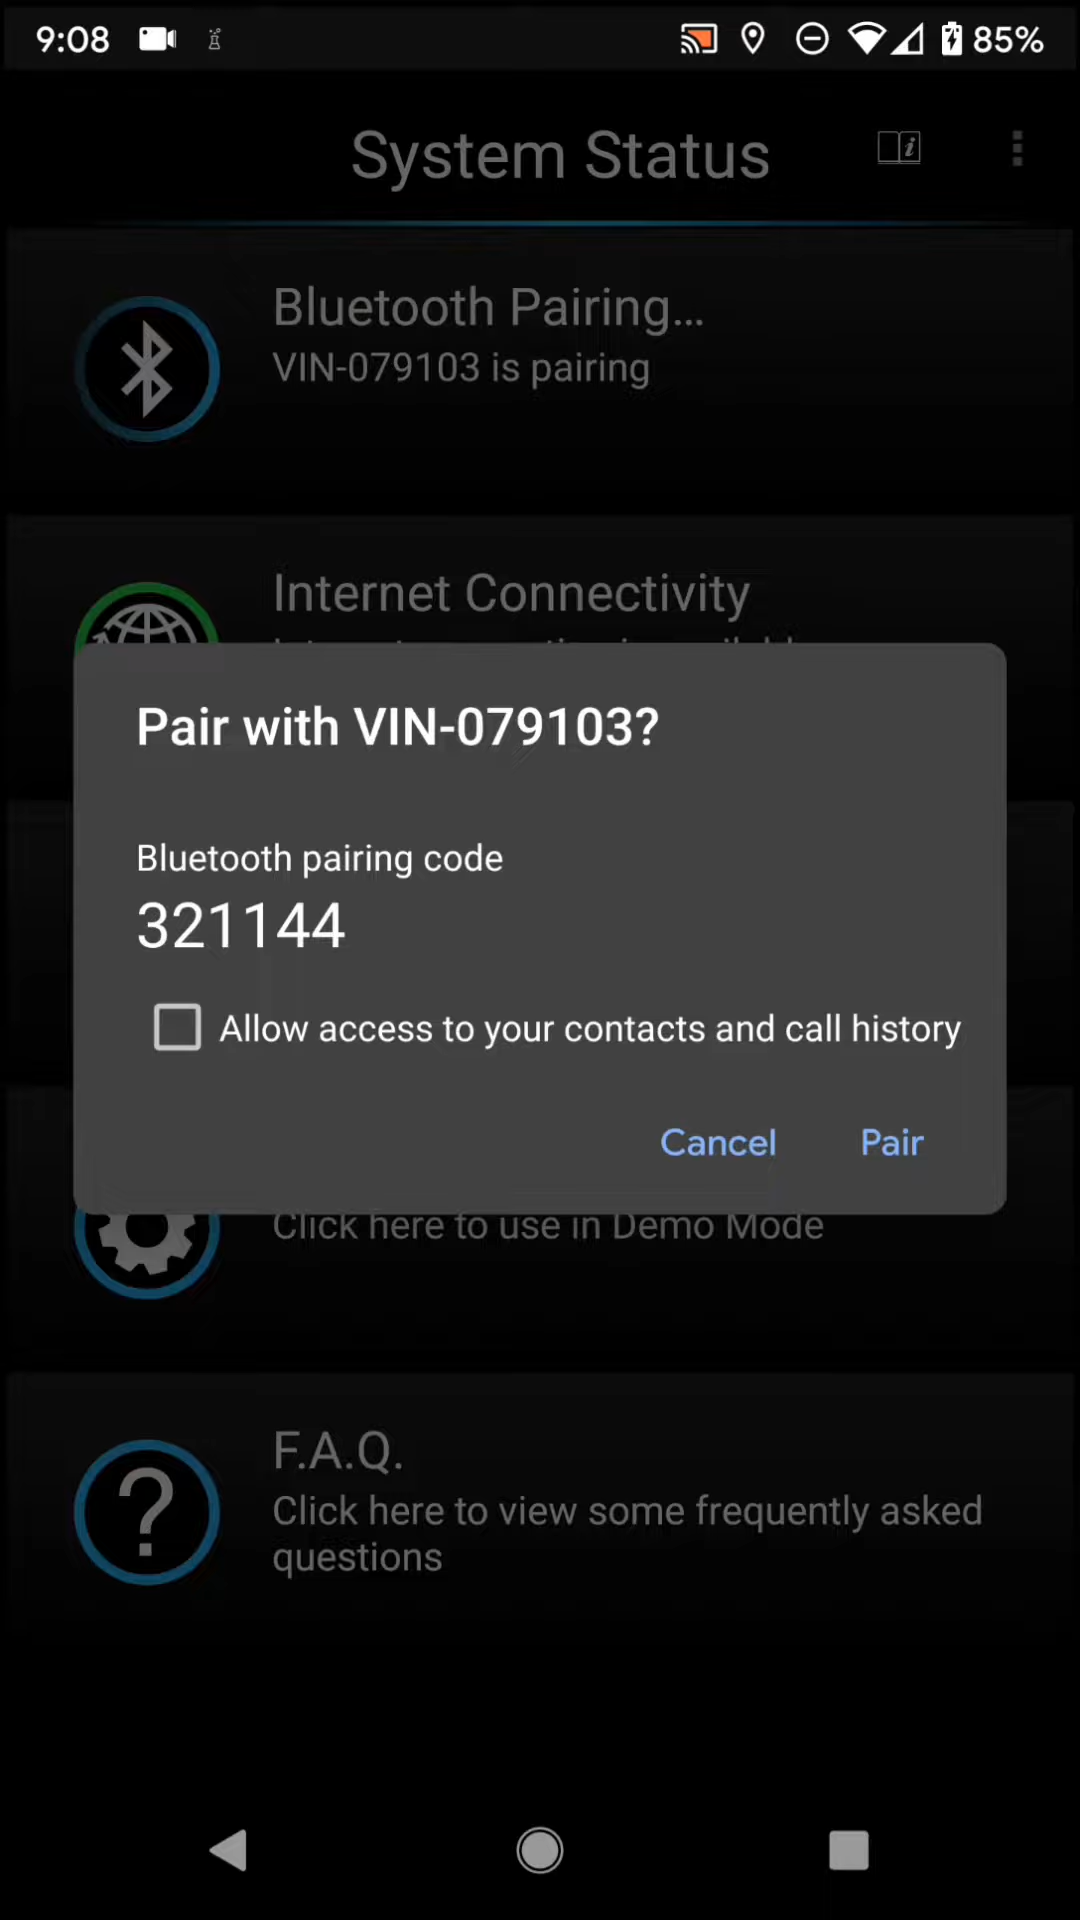 9:08
85%
System Status
Bluetooth Pairing...
VIN-079103 is pairing
Internet Connectivity
Pair with VIN-079103?
Bluetooth pairing code
321144
Allow access to your contacts and call history
Cancel Pair
Click here to use in Demo Mode
F.A.Q.
Click here to view some frequently asked
questions